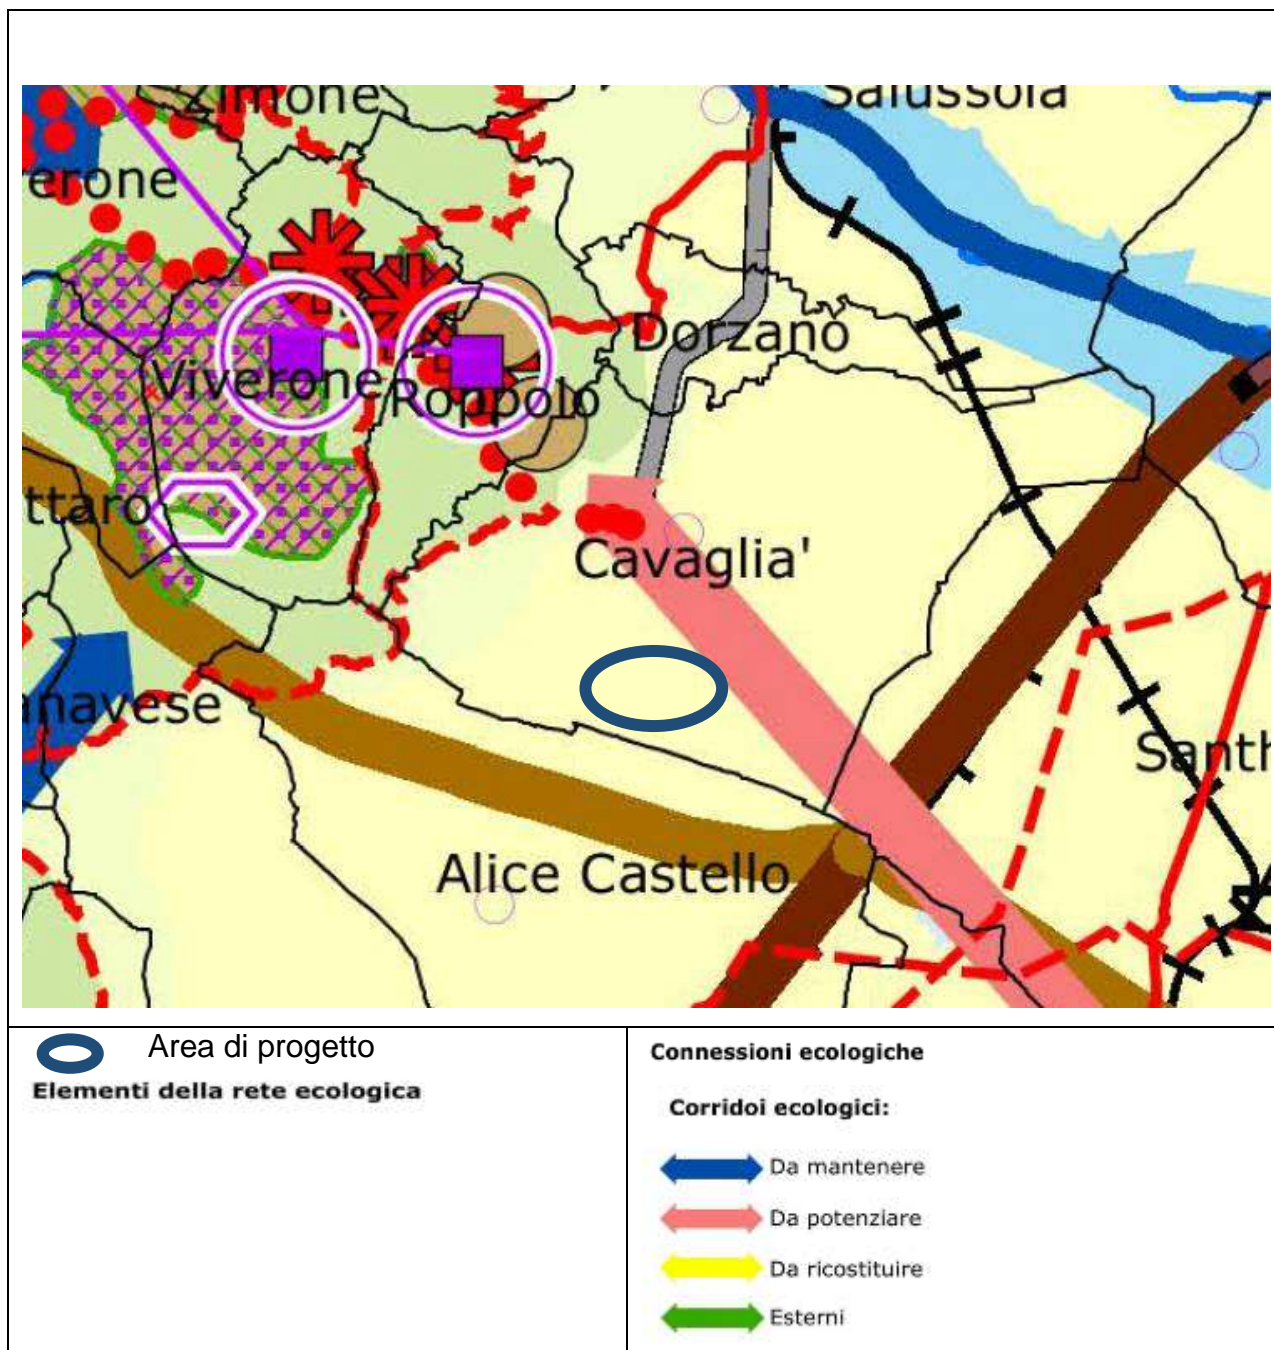 Zimone
Salussola
erone
Dorzano
Viverone
Roppolo
ttaro
Cavaglia'
anavese
Santh
Alice Castello
Area di progetto
Elementi della rete ecologica
Connessioni ecologiche
Corridoi ecologici:
Da mantenere
Da potenziare
Da ricostituire
Esterni